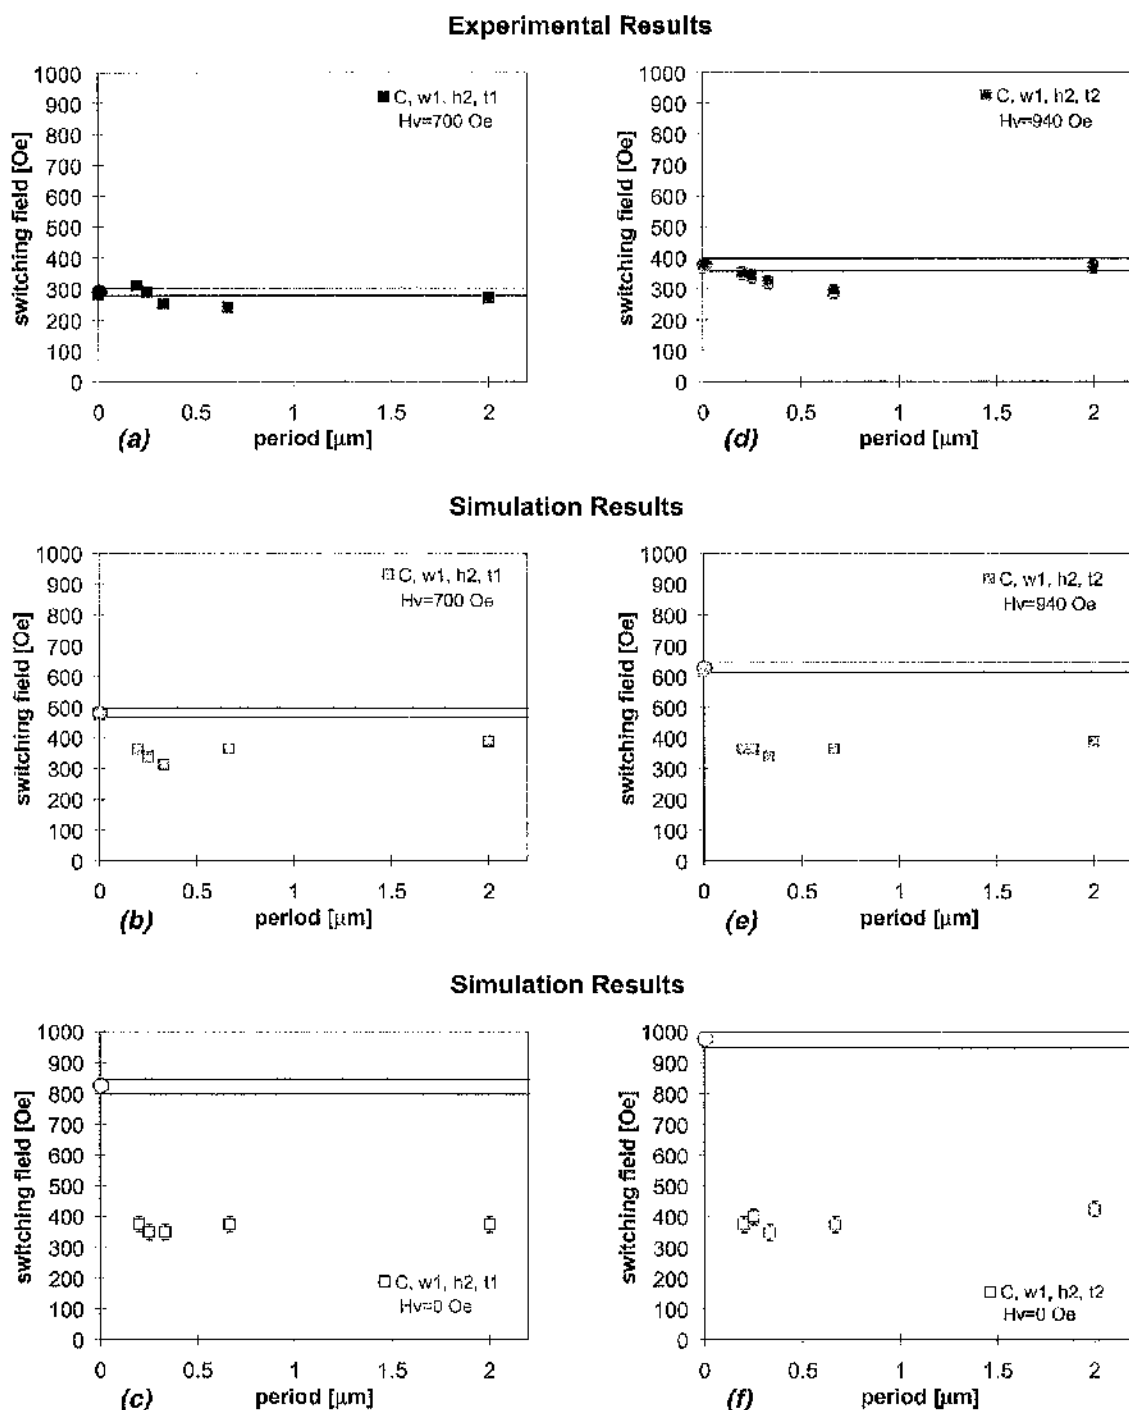 Experimental Results
1000
900
800
700
600
500
400
300
200
100
0
switching field [Oe]
C, w1, h2, t1
Hv=700 Oe
0 0.5 1 1.5 2
(a) period [μm]
1000
900
800
700
600
500
400
300
200
100
0
switching field [Oe]
C, w1, h2, t2
Hv=940 Oe
0 0.5 1 1.5 2
(d) period [μm]
Simulation Results
1000
900
800
700
600
500
400
300
200
100
0
switching field [Oe]
C, w1, h2, t1
Hv=700 Oe
0 0.5 1 1.5 2
(b) period [μm]
1000
900
800
700
600
500
400
300
200
100
0
switching field [Oe]
C, w1, h2, t2
Hv=940 Oe
0 0.5 1 1.5 2
(e) period [μm]
Simulation Results
1000
900
800
700
600
500
400
300
200
100
0
switching field [Oe]
C, w1, h2, t1
Hv=0 Oe
0 0.5 1 1.5 2
(c) period [μm]
1000
900
800
700
600
500
400
300
200
100
0
switching field [Oe]
C, w1, h2, t2
Hv=0 Oe
0 0.5 1 1.5 2
(f) period [μm]